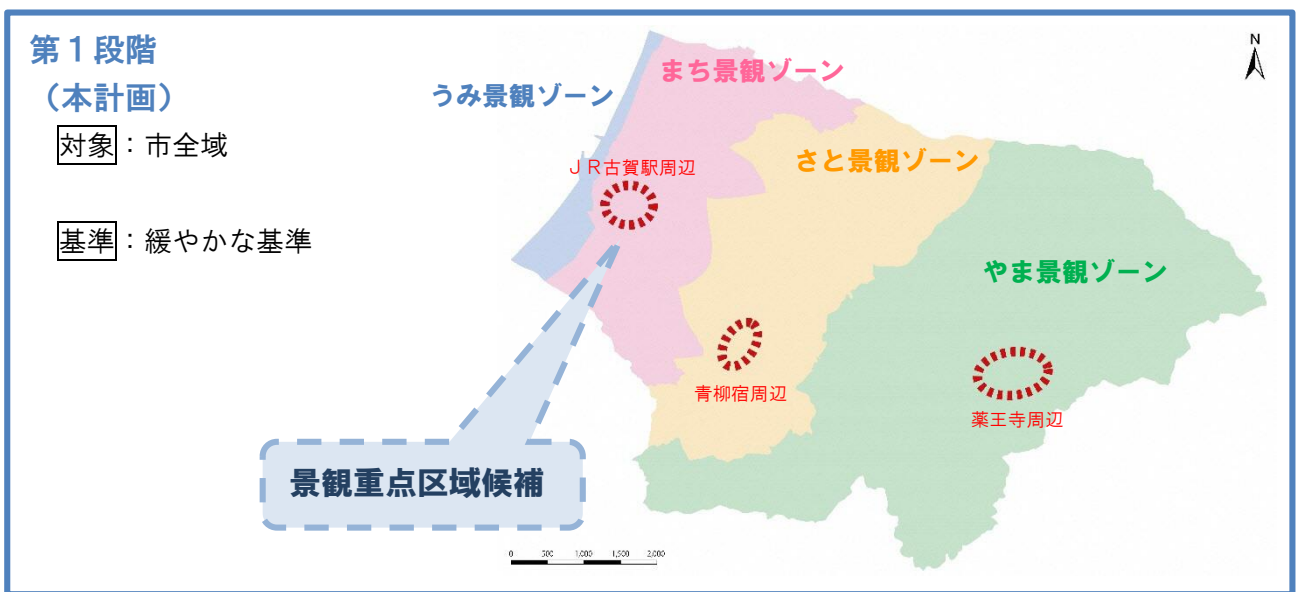 第１段階
（本計画）
対象：市全域
基準：緩やかな基準
うみ景観ゾーン
まち景観ゾーン
さと景観ゾーン
やま景観ゾーン
ＪＲ古賀駅周辺
青柳宿周辺
薬王寺周辺
景観重点区域候補
N
0 500 1,000 1,500 2,000